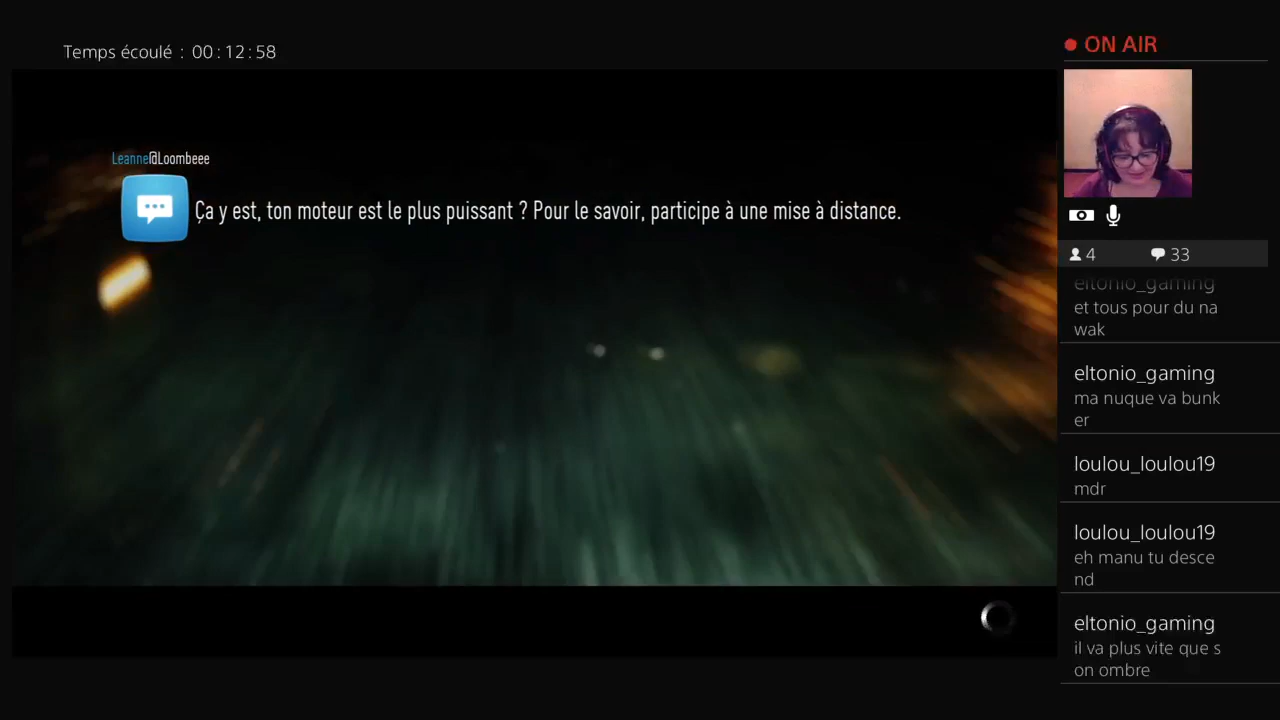 Temps écoulé : 00:12:58
ON AIR
Leanne@Loombeee
Ça y est, ton moteur est le plus puissant ? Pour le savoir, participe à une mise à distance.
4 33
eltonio_gaming
et tous pour du na
wak
eltonio_gaming
ma nuque va bunk
er
loulou_loulou19
mdr
loulou_loulou19
eh manu tu desce
nd
eltonio_gaming
il va plus vite que s
on ombre